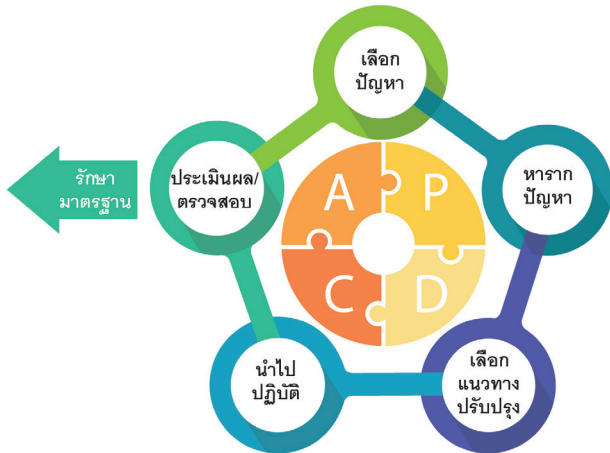 เลือก
ปัญหา
หาราก
ปัญหา
เลือก
แนวทาง
ปรับปรุง
นำไป
ปฏิบัติ
ประเมินผล/
ตรวจสอบ
รักษา
มาตรฐาน
A
P
C
D